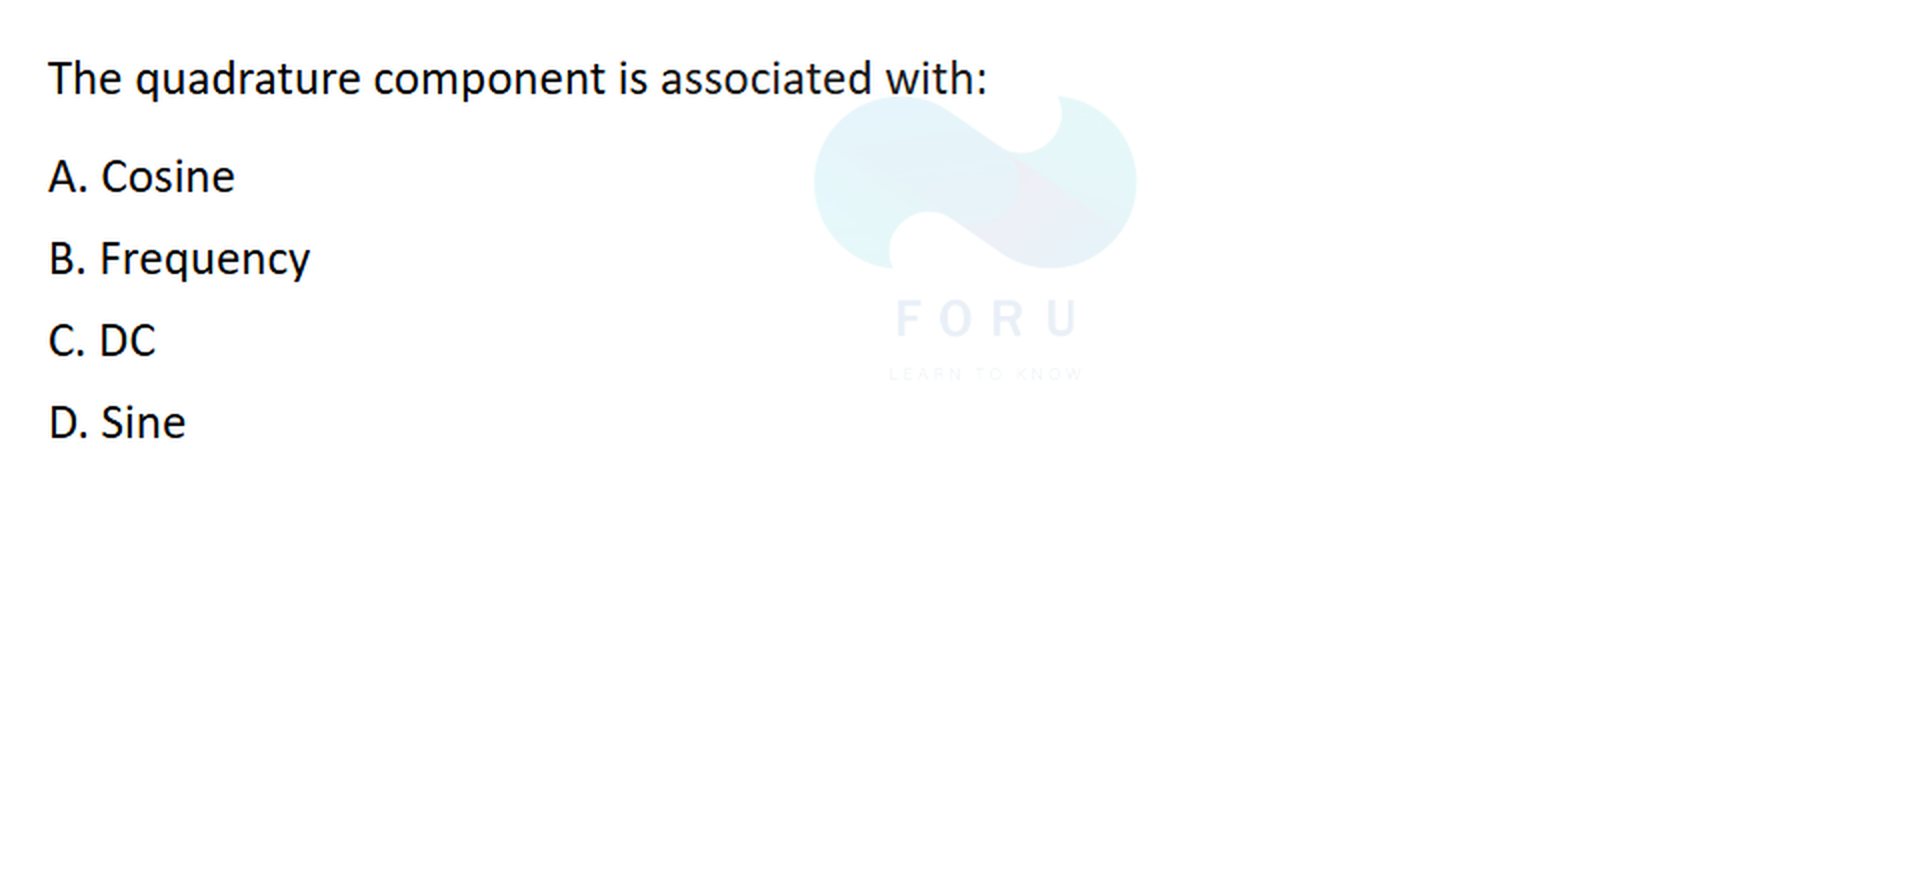 The quadrature component is associated with:
A. Cosine
B. Frequency
C. DC
D. Sine
FORU
LEARN TO KNOW